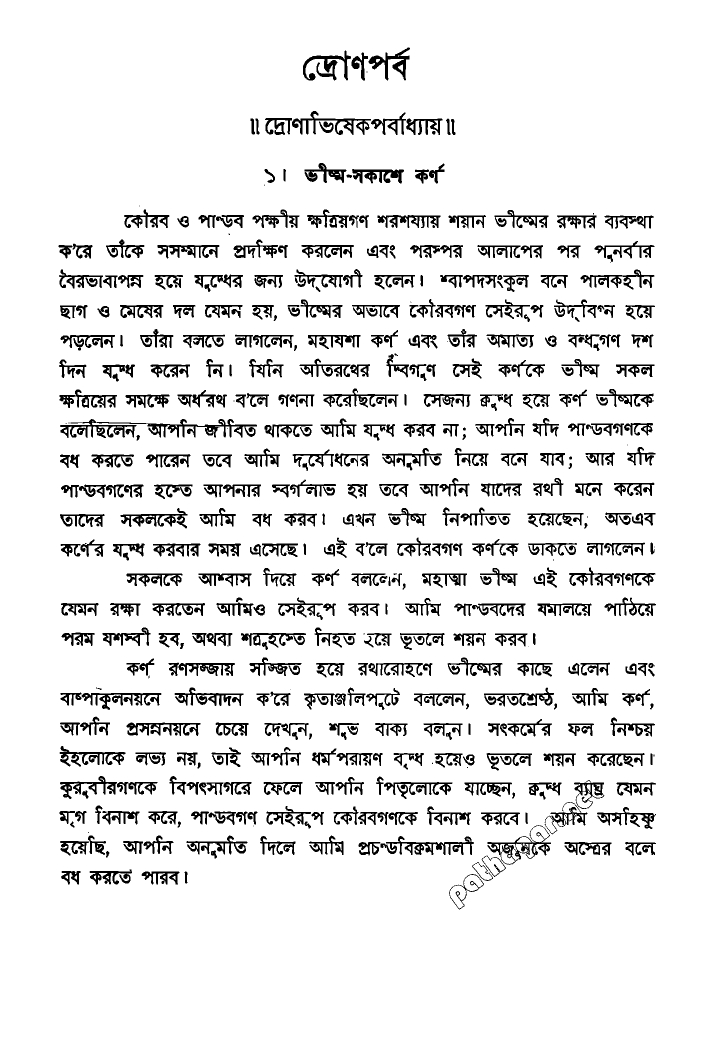 দ্রোণপর্ব
॥ দ্রোণাভিষেকপর্বাধ্যায় ॥
১। ভীষ্ম-সকাশে কর্ণ
কৌরব ও পাণ্ডব পক্ষীয় ক্ষত্রিয়গণ শরশয্যায় শয়ান ভীষ্মের রক্ষার ব্যবস্থা
ক'রে তাঁকে সসম্মানে প্রদক্ষিণ করলেন এবং পরস্পর আলাপের পর পুনর্বার
বৈরভাবাপন্ন হয়ে যুদ্ধের জন্য উদ্‌যোগী হলেন। শ্বাপদসংকুল বনে পালকহীন
ছাগ ও মেষের দল যেমন হয়, ভীষ্মের অভাবে কৌরবগণ সেইরূপ উদ্‌বিগ্ন হয়ে
পড়লেন। তাঁরা বলতে লাগলেন, মহাযশা কর্ণ এবং তাঁর অমাত্য ও বন্ধুগণ দশ
দিন যুদ্ধ করেন নি। যিনি অতিরথের দ্বিগুণ সেই কর্ণকে ভীষ্ম সকল
ক্ষত্রিয়ের সমক্ষে অর্ধরথ ব'লে গণনা করেছিলেন। সেজন্য ক্রুদ্ধ হয়ে কর্ণ ভীষ্মকে
বলেছিলেন, আপনি জীবিত থাকতে আমি যুদ্ধ করব না; আপনি যদি পাণ্ডবগণকে
বধ করতে পারেন তবে আমি দুর্যোধনের অনুমতি নিয়ে বনে যাব; আর যদি
পাণ্ডবগণের হস্তে আপনার স্বর্গলাভ হয় তবে আপনি যাদের রথী মনে করেন
তাদের সকলকেই আমি বধ করব। এখন ভীষ্ম নিপাতিত হয়েছেন, অতএব
কর্ণের যুদ্ধ করবার সময় এসেছে। এই ব'লে কৌরবগণ কর্ণকে ডাকতে লাগলেন।
সকলকে আশ্বাস দিয়ে কর্ণ বললেন, মহাত্মা ভীষ্ম এই কৌরবগণকে
যেমন রক্ষা করতেন আমিও সেইরূপ করব। আমি পাণ্ডবদের যমালয়ে পাঠিয়ে
পরম যশস্বী হব, অথবা শত্রুহস্তে নিহত হয়ে ভূতলে শয়ন করব।
কর্ণ রণসজ্জায় সজ্জিত হয়ে রথারোহণে ভীষ্মের কাছে এলেন এবং
বাষ্পাকুলনয়নে অভিবাদন ক'রে কৃতাঞ্জলিপুটে বললেন, ভরতশ্রেষ্ঠ, আমি কর্ণ,
আপনি প্রসন্ননয়নে চেয়ে দেখুন, শুভ বাক্য বলুন। সৎকর্মের ফল নিশ্চয়
ইহলোকে লভ্য নয়, তাই আপনি ধর্মপরায়ণ বৃদ্ধ হয়েও ভূতলে শয়ন করেছেন।
কুরুবীরগণকে বিপৎসাগরে ফেলে আপনি পিতৃলোকে যাচ্ছেন, ক্রুদ্ধ ব্যাঘ্র যেমন
মৃগ বিনাশ করে, পাণ্ডবগণ সেইরূপ কৌরবগণকে বিনাশ করবে। আমি অসহিষ্ণু
হয়েছি, আপনি অনুমতি দিলে আমি প্রচণ্ডবিক্রমশালী অর্জুনকে অস্ত্রের বলে
বধ করতে পারব।